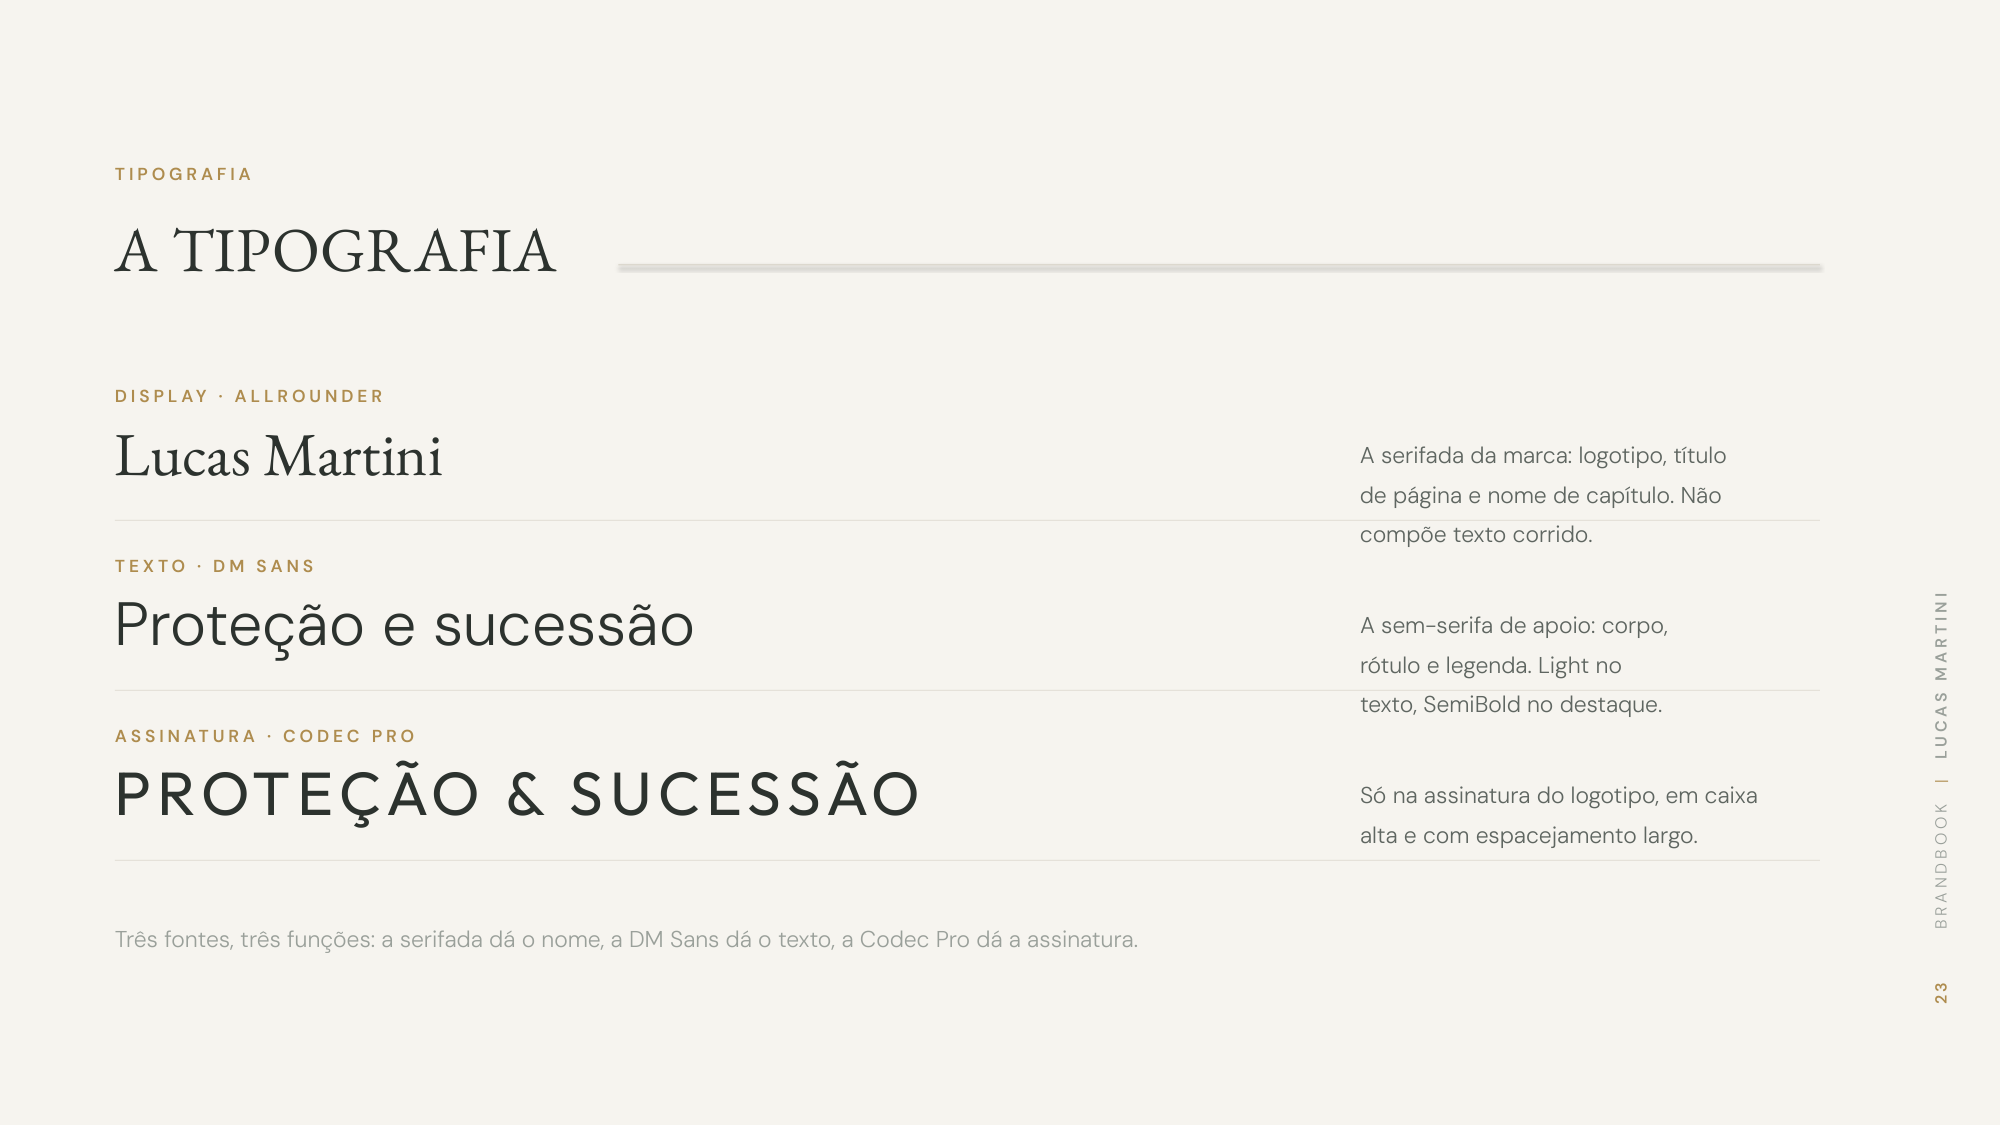 TIPOGRAFIA
A TIPOGRAFIA
DISPLAY · ALLROUNDER
Lucas Martini
A serifada da marca: logotipo, título
de página e nome de capítulo. Não
compõe texto corrido.
TEXTO · DM SANS
Proteção e sucessão
A sem-serifa de apoio: corpo,
rótulo e legenda. Light no
texto, SemiBold no destaque.
ASSINATURA · CODEC PRO
PROTEÇÃO & SUCESSÃO
Só na assinatura do logotipo, em caixa
alta e com espacejamento largo.
Três fontes, três funções: a serifada dá o nome, a DM Sans dá o texto, a Codec Pro dá a assinatura.
23 BRANDBOOK | LUCAS MARTINI